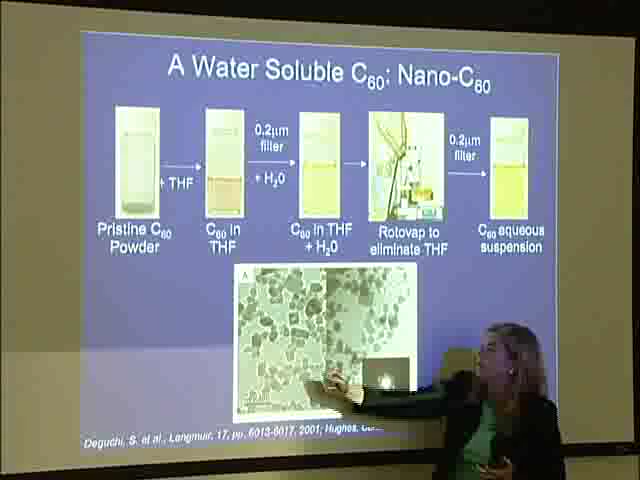 A Water Soluble C60: Nano-C60
0.2μm
filter
0.2μm
filter
+ THF
+ H20
Pristine C60
Powder
C60 in
THF
C60 in THF
+ H20
Rotovap to
eliminate THF
C60 aqueous
suspension
A
Deguchi, S. et al., Langmuir, 17, pp. 6013-6017, 2001; Hughes,